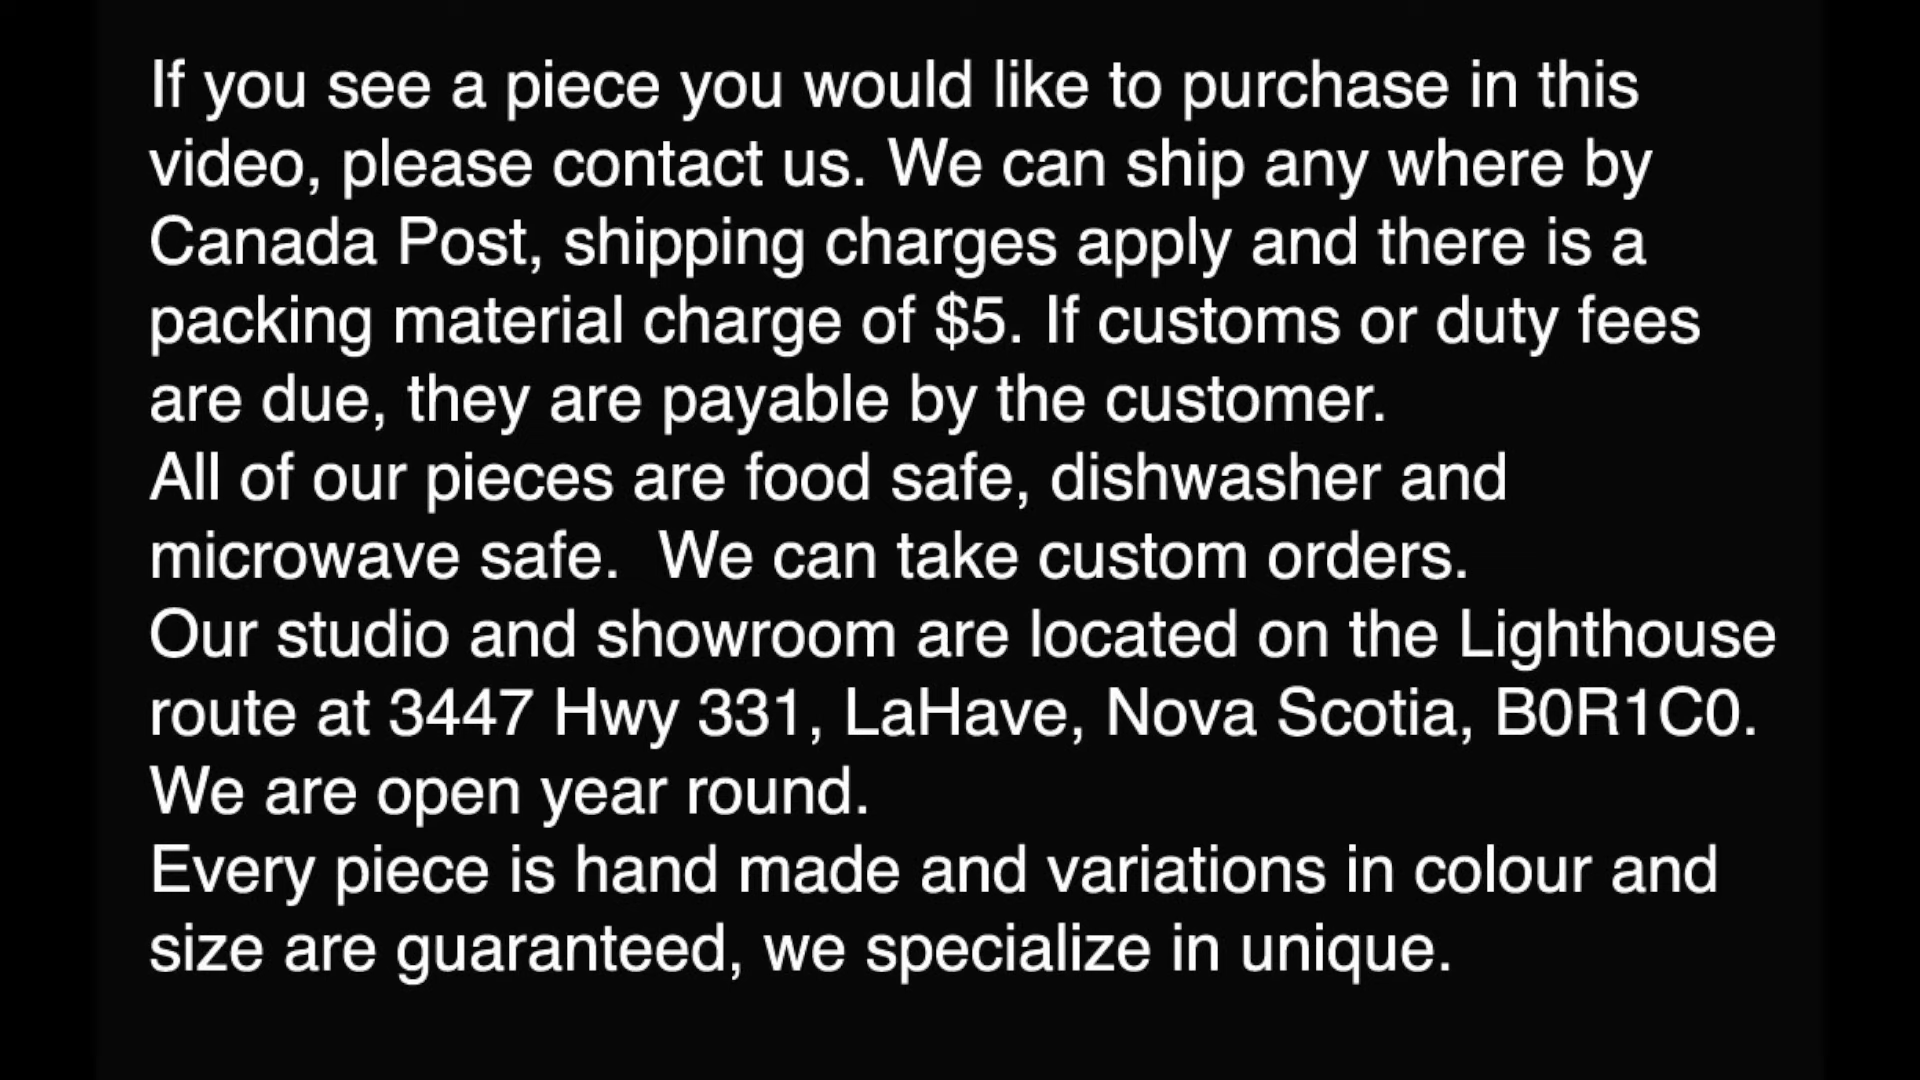 If you see a piece you would like to purchase in this
video, please contact us. We can ship any where by
Canada Post, shipping charges apply and there is a
packing material charge of $5. If customs or duty fees
are due, they are payable by the customer.
All of our pieces are food safe, dishwasher and
microwave safe.  We can take custom orders.
Our studio and showroom are located on the Lighthouse
route at 3447 Hwy 331, LaHave, Nova Scotia, B0R1C0.
We are open year round.
Every piece is hand made and variations in colour and
size are guaranteed, we specialize in unique.